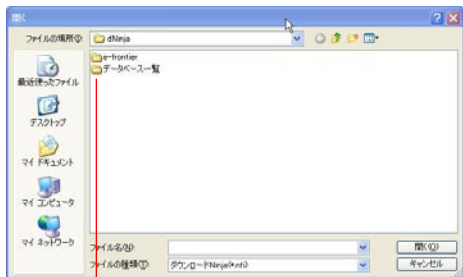 開く
ファイルの場所(I):
dNinja
e-frontier
データベース一覧
最近使ったファイル
デスクトップ
マイ ドキュメント
マイ コンピュータ
マイ ネットワーク
ファイル名(N):
開く(O)
ファイルの種類(T):
ダウンロードNinja(*.nfi)
キャンセル